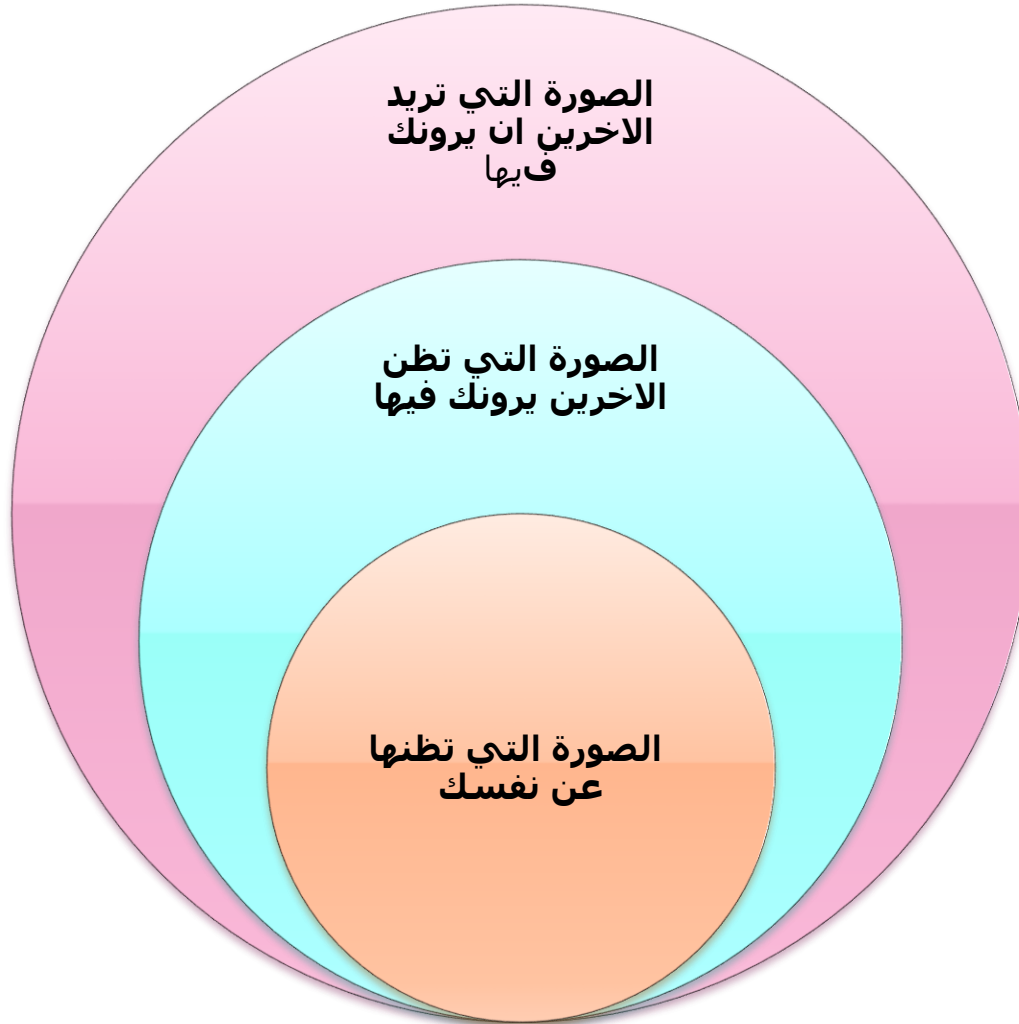 الصورة التي تريد
الاخرين ان يرونك
فيها
الصورة التي تظن
الاخرين يرونك فيها
الصورة التي تظنها
عن نفسك